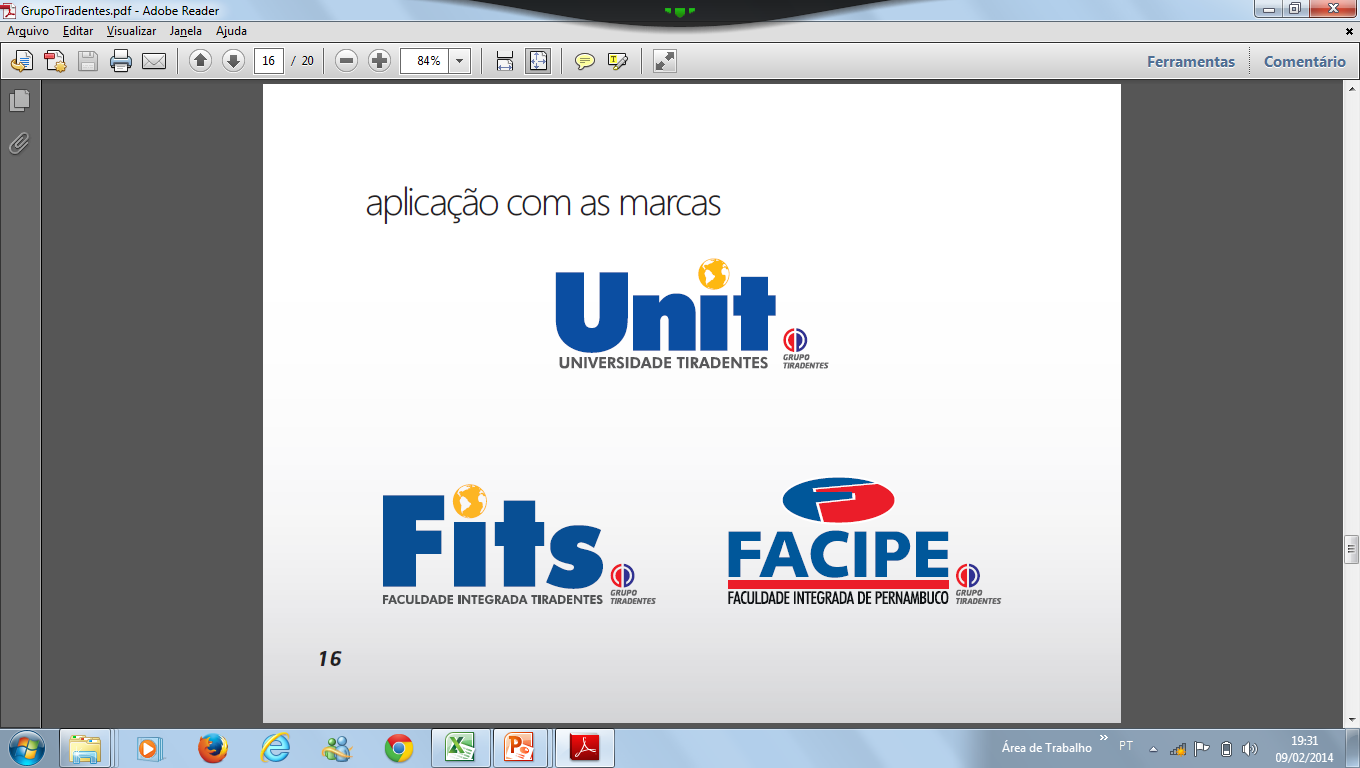 GrupoTiradentes.pdf - Adobe Reader
Arquivo Editar Visualizar Janela Ajuda
16 / 20 84% Ferramentas Comentário
aplicação com as marcas
Unit
UNIVERSIDADE TIRADENTES
GRUPO
TIRADENTES
Fits
FACULDADE INTEGRADA TIRADENTES
GRUPO
TIRADENTES
FACIPE
FACULDADE INTEGRADA DE PERNAMBUCO
GRUPO
TIRADENTES
16
Área de Trabalho » PT 19:31
09/02/2014